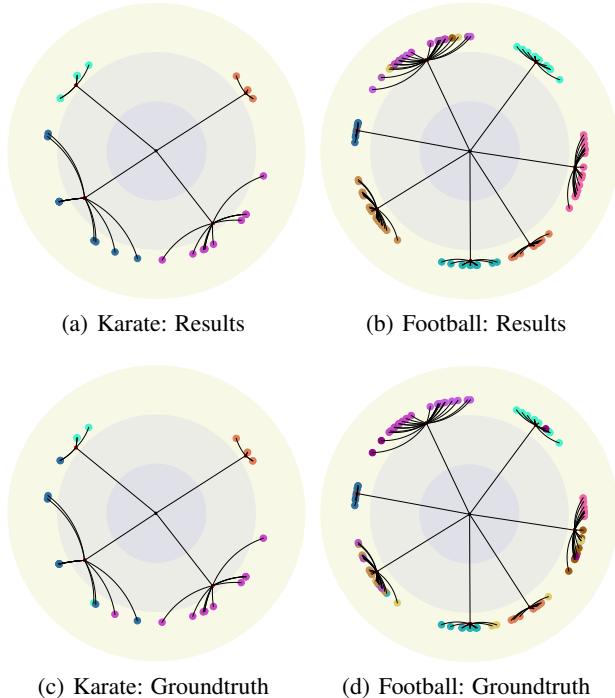 (a) Karate: Results
(b) Football: Results
(c) Karate: Groundtruth
(d) Football: Groundtruth